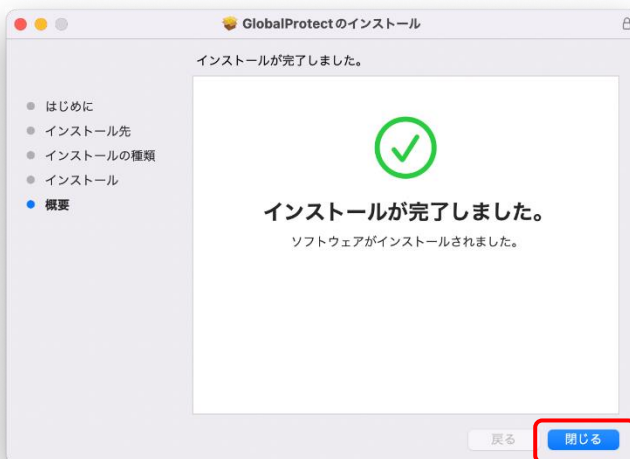 GlobalProtectのインストール
インストールが完了しました。
はじめに
インストール先
インストールの種類
インストール
概要
インストールが完了しました。
ソフトウェアがインストールされました。
戻る
閉じる